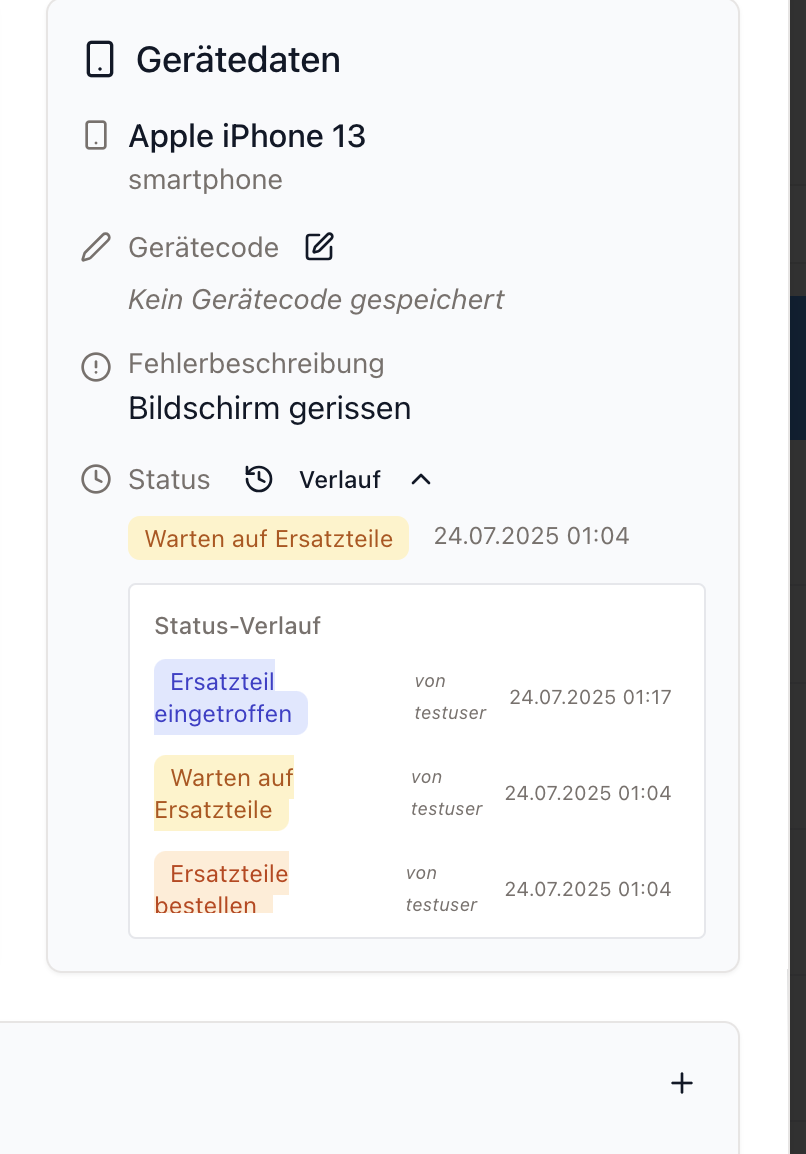 Gerätedaten
Apple iPhone 13
smartphone
Gerätecode
Kein Gerätecode gespeichert
Fehlerbeschreibung
Bildschirm gerissen
Status Verlauf
Warten auf Ersatzteile 24.07.2025 01:04
Status-Verlauf
Ersatzteil
eingetroffen
von
testuser
24.07.2025 01:17
Warten auf
Ersatzteile
von
testuser
24.07.2025 01:04
Ersatzteile
bestellen
von
testuser
24.07.2025 01:04